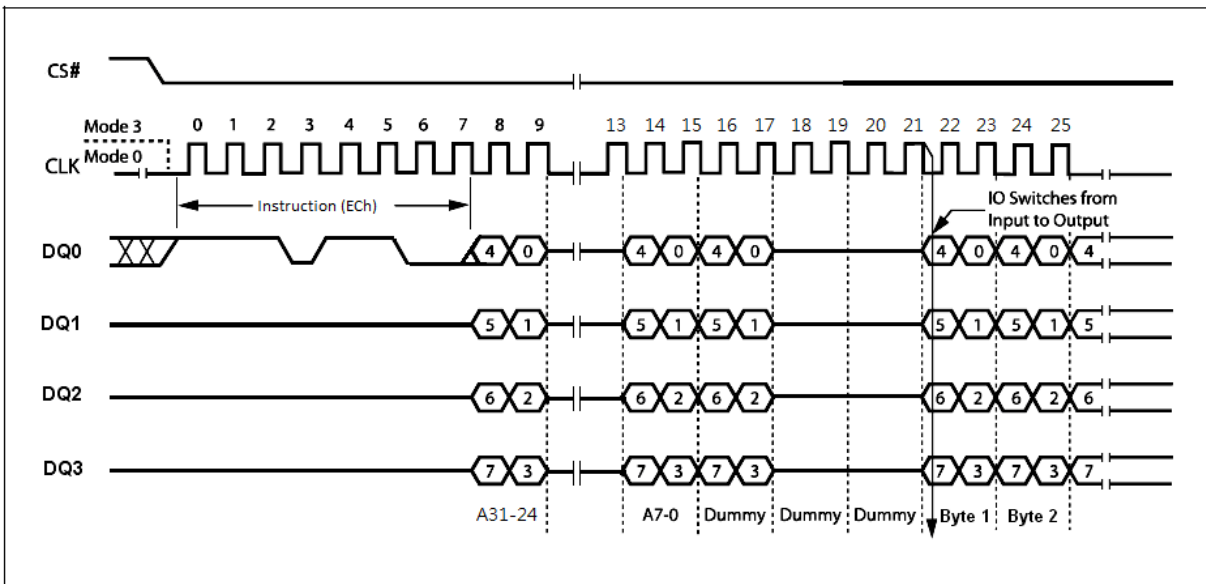 CS#
Mode 3
0 1 2 3 4 5 6 7 8 9 13 14 15 16 17 18 19 20 21 22 23 24 25
Mode 0
CLK
Instruction (ECh)
IO Switches from
Input to Output
DQ0 4 0 4 0 4 0 4 0 4 0 4
DQ1 5 1 5 1 5 1 5 1 5 1 5
DQ2 6 2 6 2 6 2 6 2 6 2 6
DQ3 7 3 7 3 7 3 7 3 7 3 7
A31-24 A7-0 Dummy Dummy Dummy Byte 1 Byte 2